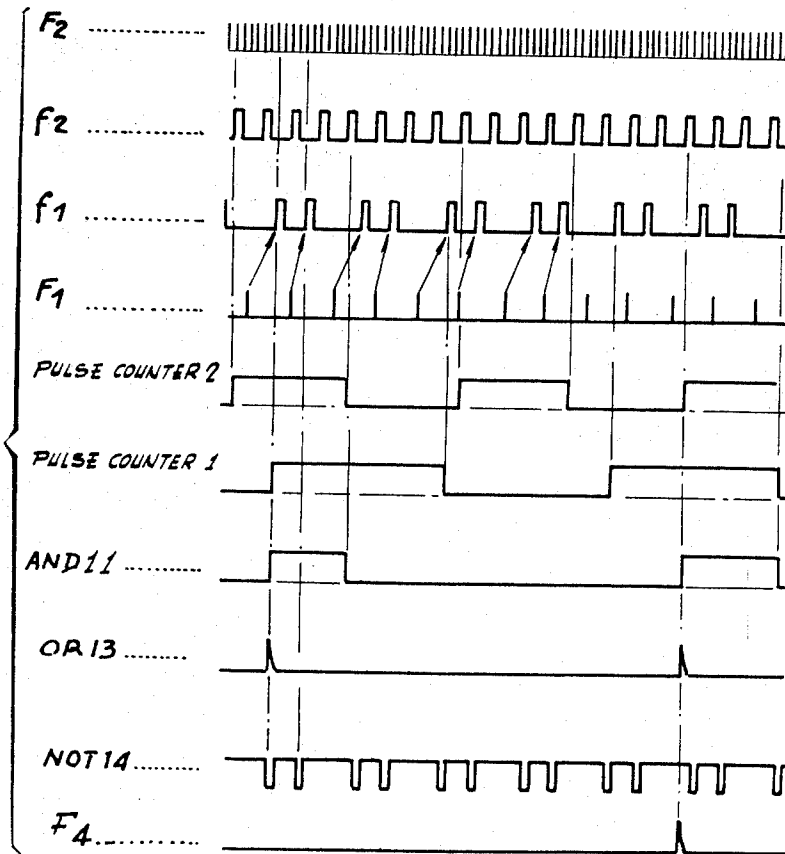 F2 ..............
f2 ..............
f1 ..............
F1 ..............
PULSE COUNTER 2
PULSE COUNTER 1
AND 11 ..........
OR 13 ........
NOT 14 .........
F4 ............